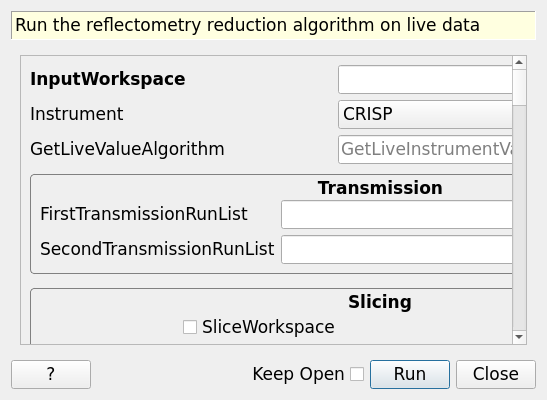 Run the reflectometry reduction algorithm on live data
InputWorkspace
Instrument CRISP
GetLiveValueAlgorithm GetLiveInstrumentVa
Transmission
FirstTransmissionRunList
SecondTransmissionRunList
Slicing
SliceWorkspace
? Keep Open Run Close